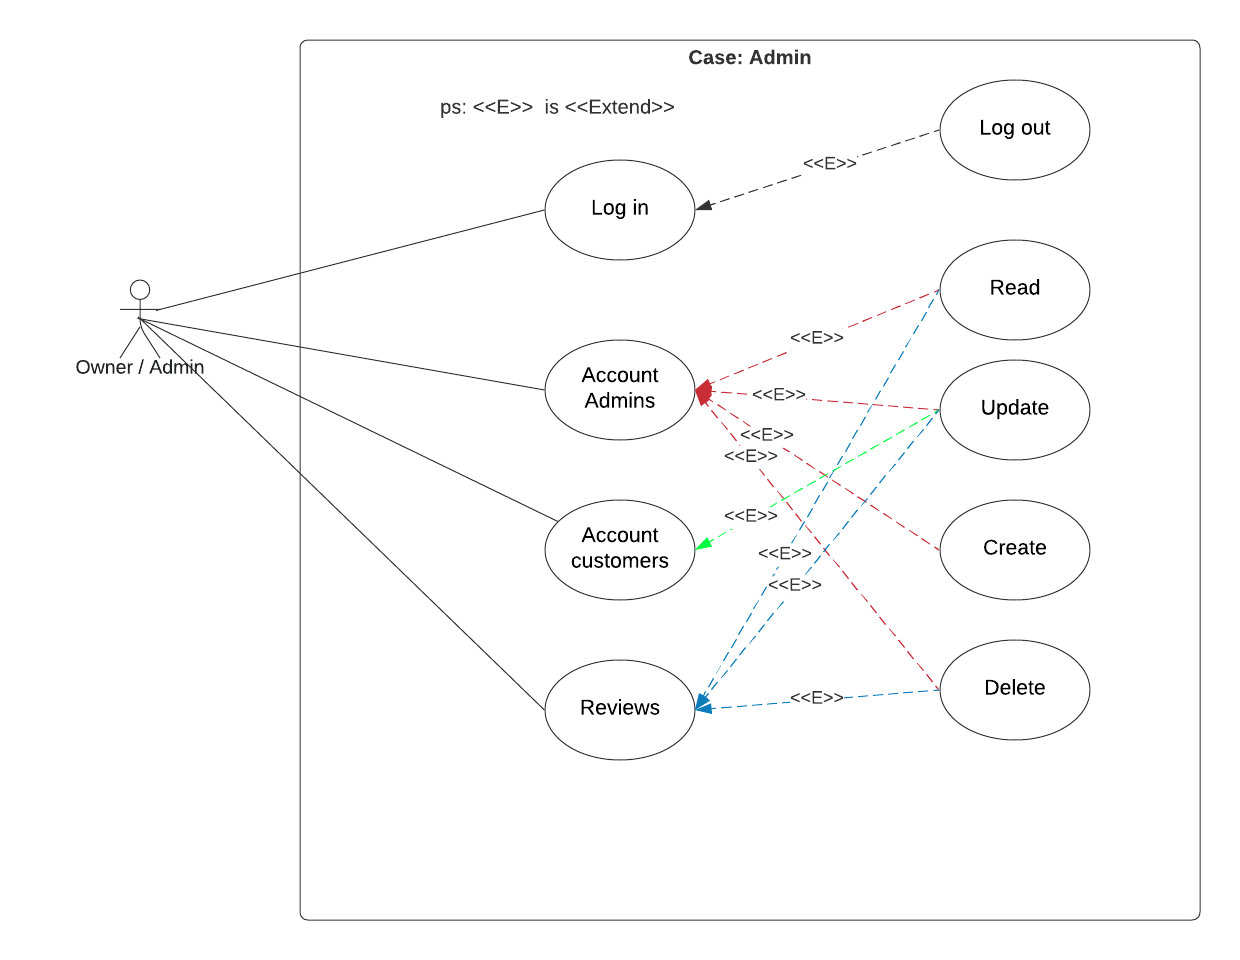 Case: Admin
ps: <<E>>  is <<Extend>>
Log out
<<E>>
Log in
Read
<<E>>
Owner / Admin
Account
Admins
<<E>>
Update
<<E>>
<<E>>
<<E>>
Account
customers
Create
<<E>>
<<E>>
Delete
<<E>>
Reviews